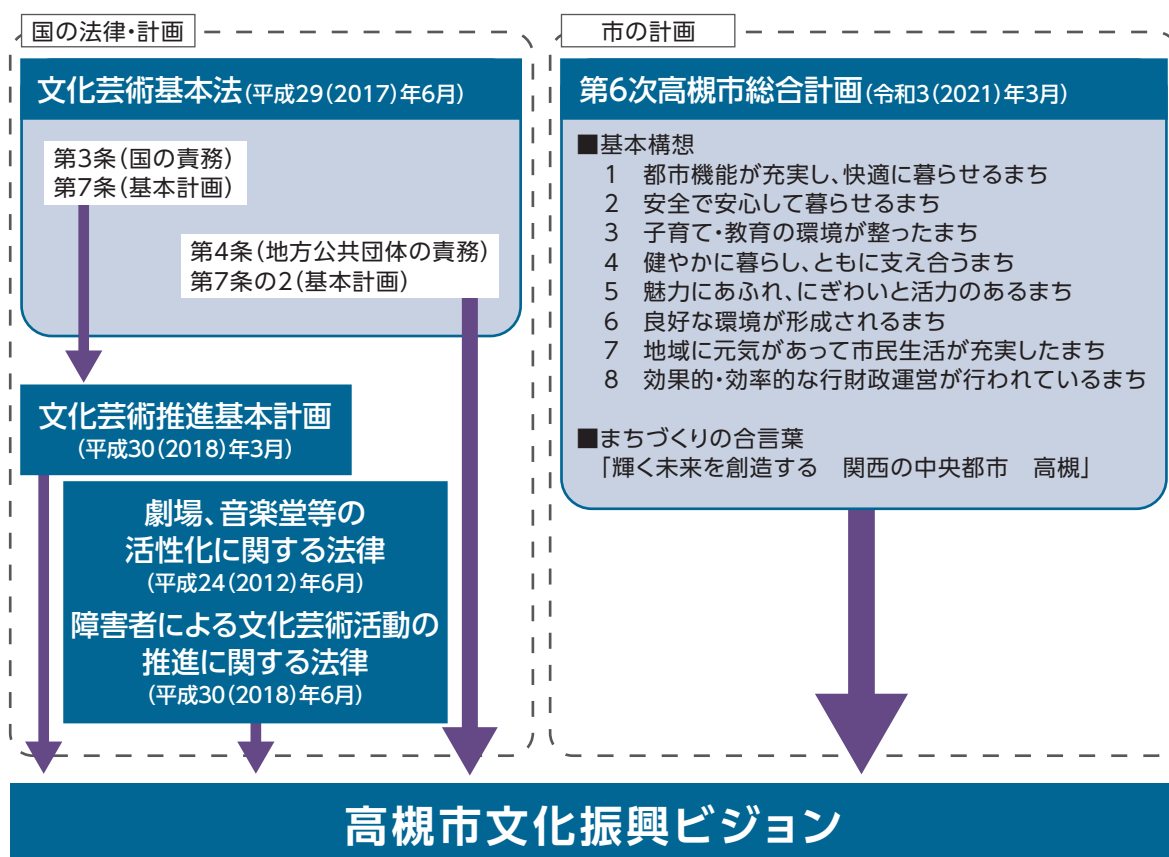 国の法律・計画
文化芸術基本法(平成29(2017)年6月)
第3条(国の責務)
第7条(基本計画)
第4条(地方公共団体の責務)
第7条の2(基本計画)
文化芸術推進基本計画
(平成30(2018)年3月)
劇場、音楽堂等の
活性化に関する法律
(平成24(2012)年6月)
障害者による文化芸術活動の
推進に関する法律
(平成30(2018)年6月)
市の計画
第6次高槻市総合計画(令和3(2021)年3月)
■基本構想
1 都市機能が充実し、快適に暮らせるまち
2 安全で安心して暮らせるまち
3 子育て・教育の環境が整ったまち
4 健やかに暮らし、ともに支え合うまち
5 魅力にあふれ、にぎわいと活力のあるまち
6 良好な環境が形成されるまち
7 地域に元気があって市民生活が充実したまち
8 効果的・効率的な行財政運営が行われているまち
■まちづくりの合言葉
「輝く未来を創造する 関西の中央都市 高槻」
高槻市文化振興ビジョン